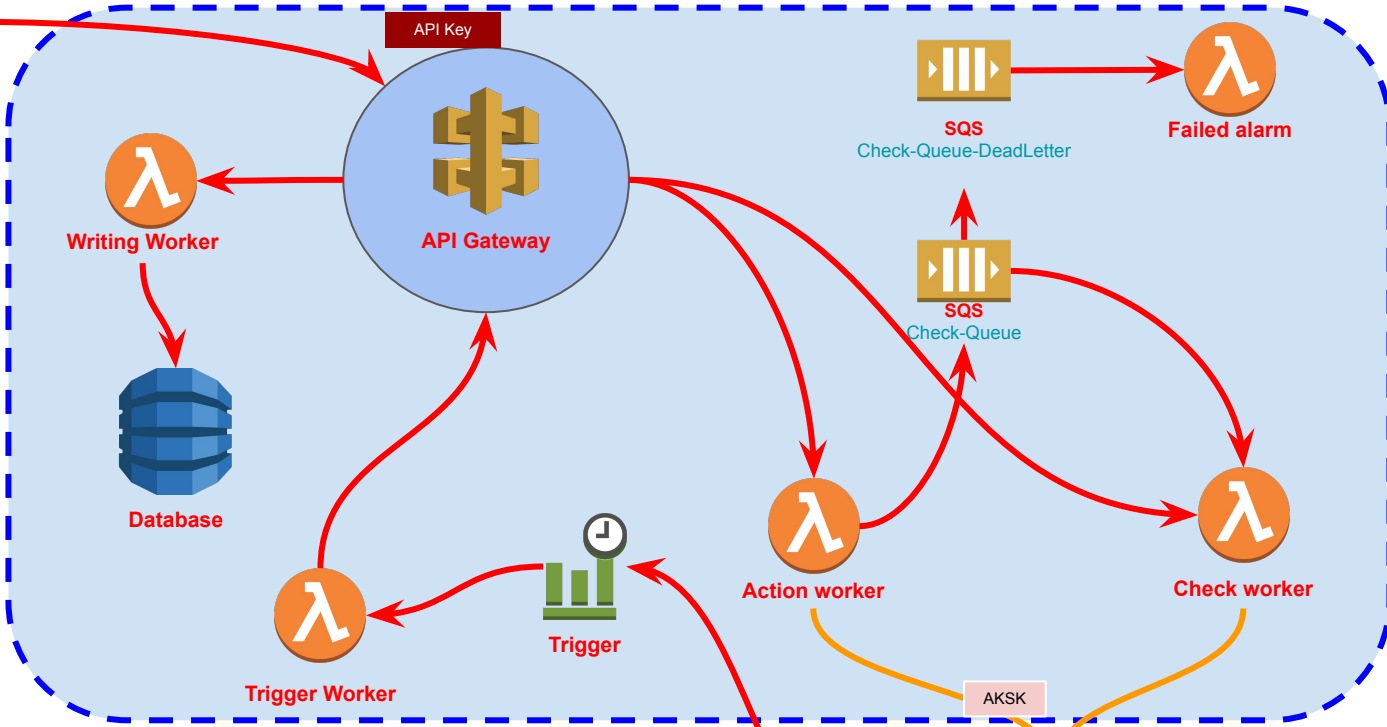 API Key
SQS
Check-Queue-DeadLetter
Failed alarm
Writing Worker
API Gateway
SQS
Check-Queue
Database
Action worker
Check worker
Trigger
Trigger Worker
AKSK